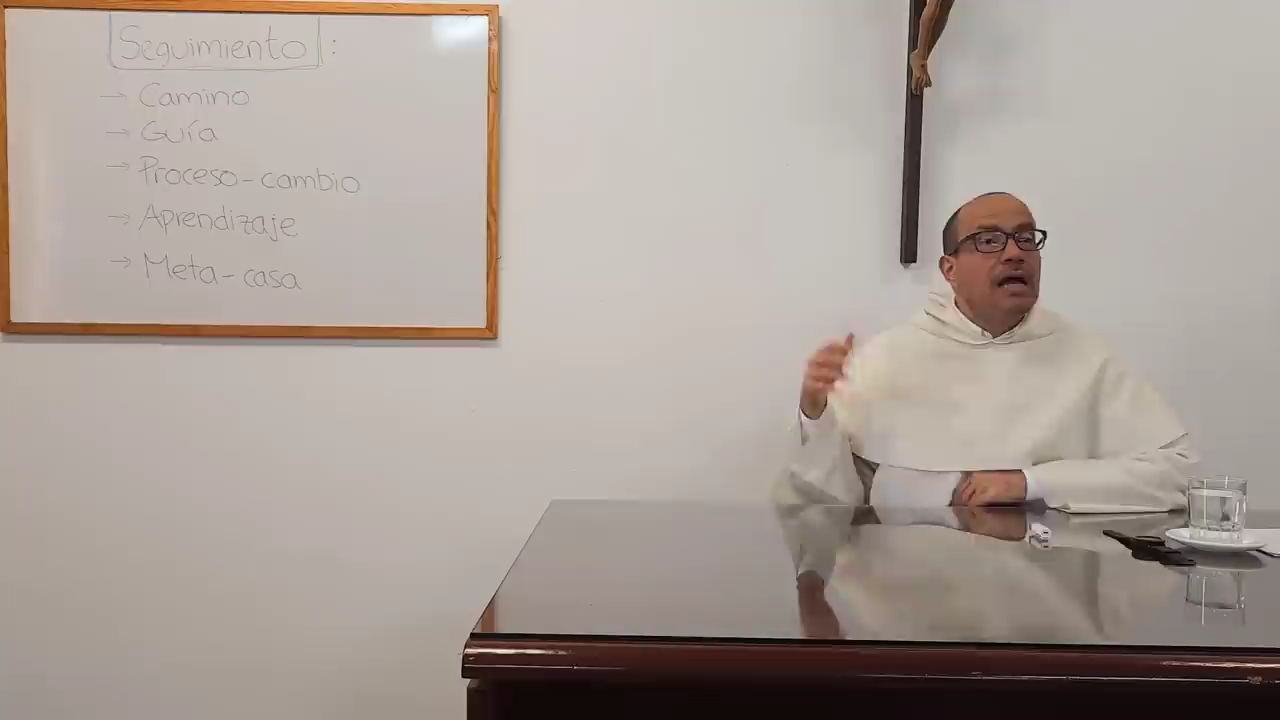 Seguimiento :
→ Camino
→ Guía
→ Proceso-cambio
→ Aprendizaje
→ Meta-casa